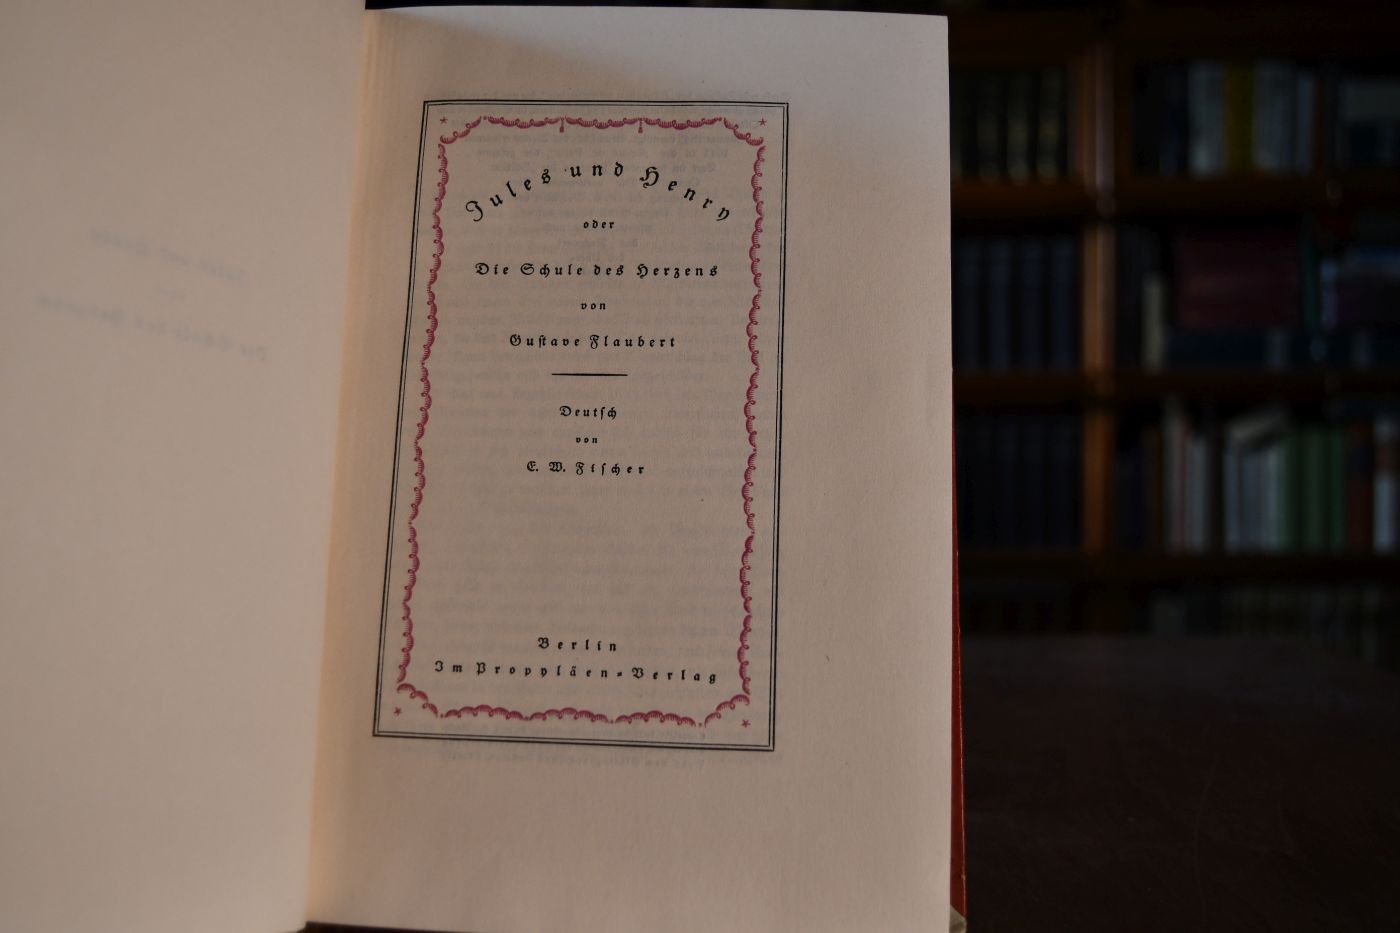 Jules und Henry
oder
Die Schule des Herzens
von
Gustave Flaubert
Deutsch
von
E. W. Fischer
Berlin
Im Propyläen-Verlag